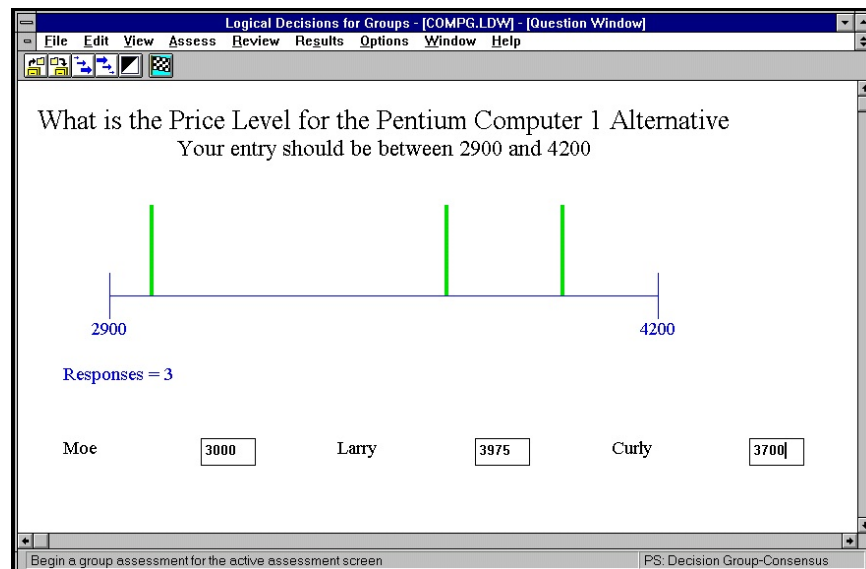 Logical Decisions for Groups - [COMPG.LDW] - [Question Window]
File Edit View Assess Review Results Options Window Help
What is the Price Level for the Pentium Computer 1 Alternative
Your entry should be between 2900 and 4200
2900 4200
Responses = 3
Moe 3000 Larry 3975 Curly 3700
Begin a group assessment for the active assessment screen PS: Decision Group-Consensus